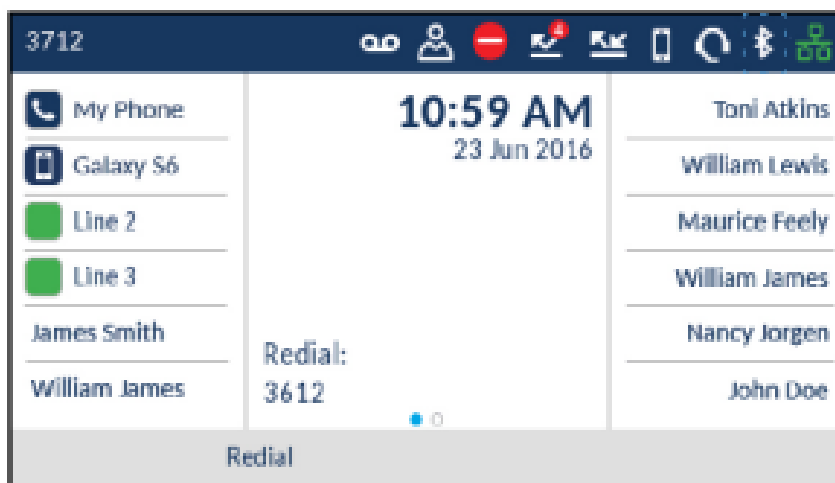 3712
4
My Phone
Galaxy S6
Line 2
Line 3
James Smith
William James
10:59 AM
23 Jun 2016
Redial:
3612
Toni Atkins
William Lewis
Maurice Feely
William James
Nancy Jorgen
John Doe
Redial